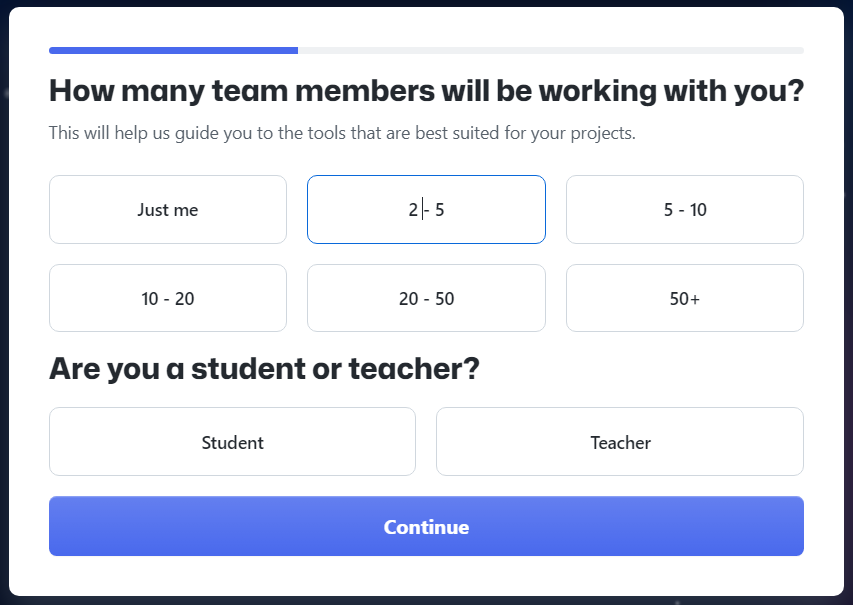 How many team members will be working with you?
This will help us guide you to the tools that are best suited for your projects.
Just me
2 - 5
5 - 10
10 - 20
20 - 50
50+
Are you a student or teacher?
Student
Teacher
Continue